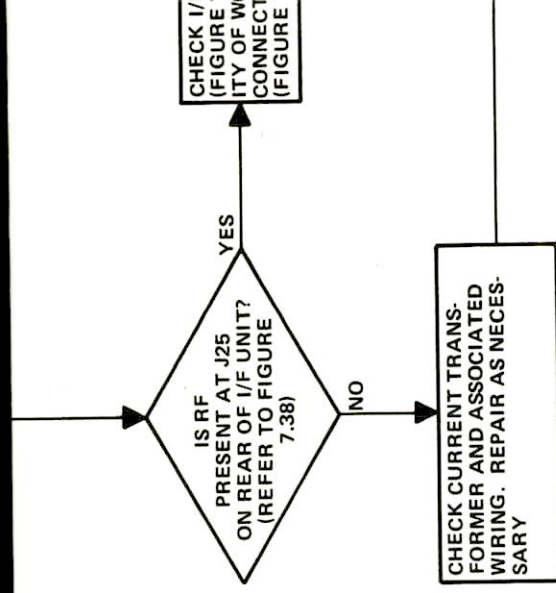 IS RF
PRESENT AT J25
ON REAR OF I/F UNIT?
(REFER TO FIGURE
7.38)
YES
CHECK I/
(FIGURE
ITY OF
CONNECT
(FIGURE
NO
CHECK CURRENT TRANS-
FORMER AND ASSOCIATED
WIRING. REPAIR AS NECES-
SARY